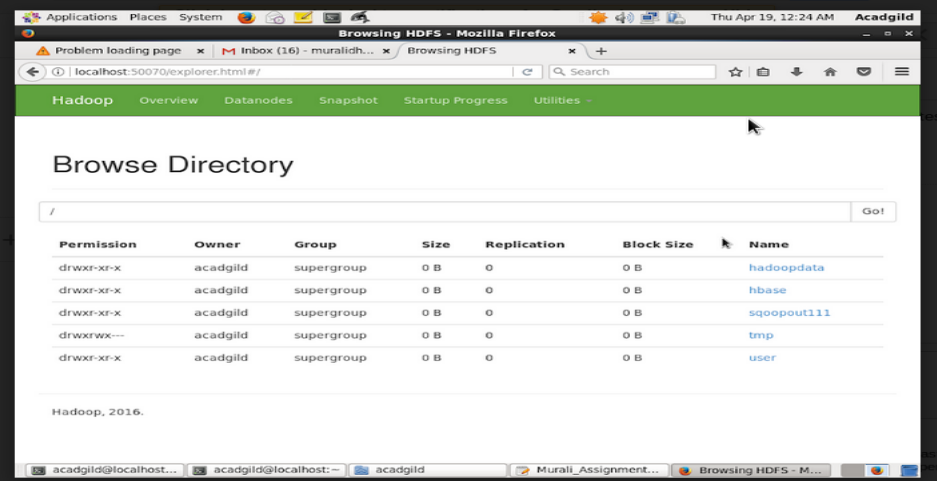 Applications Places System Thu Apr 19, 12:24 AM Acadgild
Browsing HDFS - Mozilla Firefox
Problem loading page × M Inbox (16) - muralidh... × Browsing HDFS × +
localhost:50070/explorer.html#/ Search
Hadoop Overview Datanodes Snapshot Startup Progress Utilities
Browse Directory
/ Go!
Permission Owner Group Size Replication Block Size Name
drwxr-xr-x acadgild supergroup 0 B 0 0 B hadoopdata
drwxr-xr-x acadgild supergroup 0 B 0 0 B hbase
drwxr-xr-x acadgild supergroup 0 B 0 0 B sqoopout111
drwxrwx--- acadgild supergroup 0 B 0 0 B tmp
drwxr-xr-x acadgild supergroup 0 B 0 0 B user
Hadoop, 2016.
acadgild@localhost... acadgild@localhost:~ acadgild Murali_Assignment... Browsing HDFS - M...